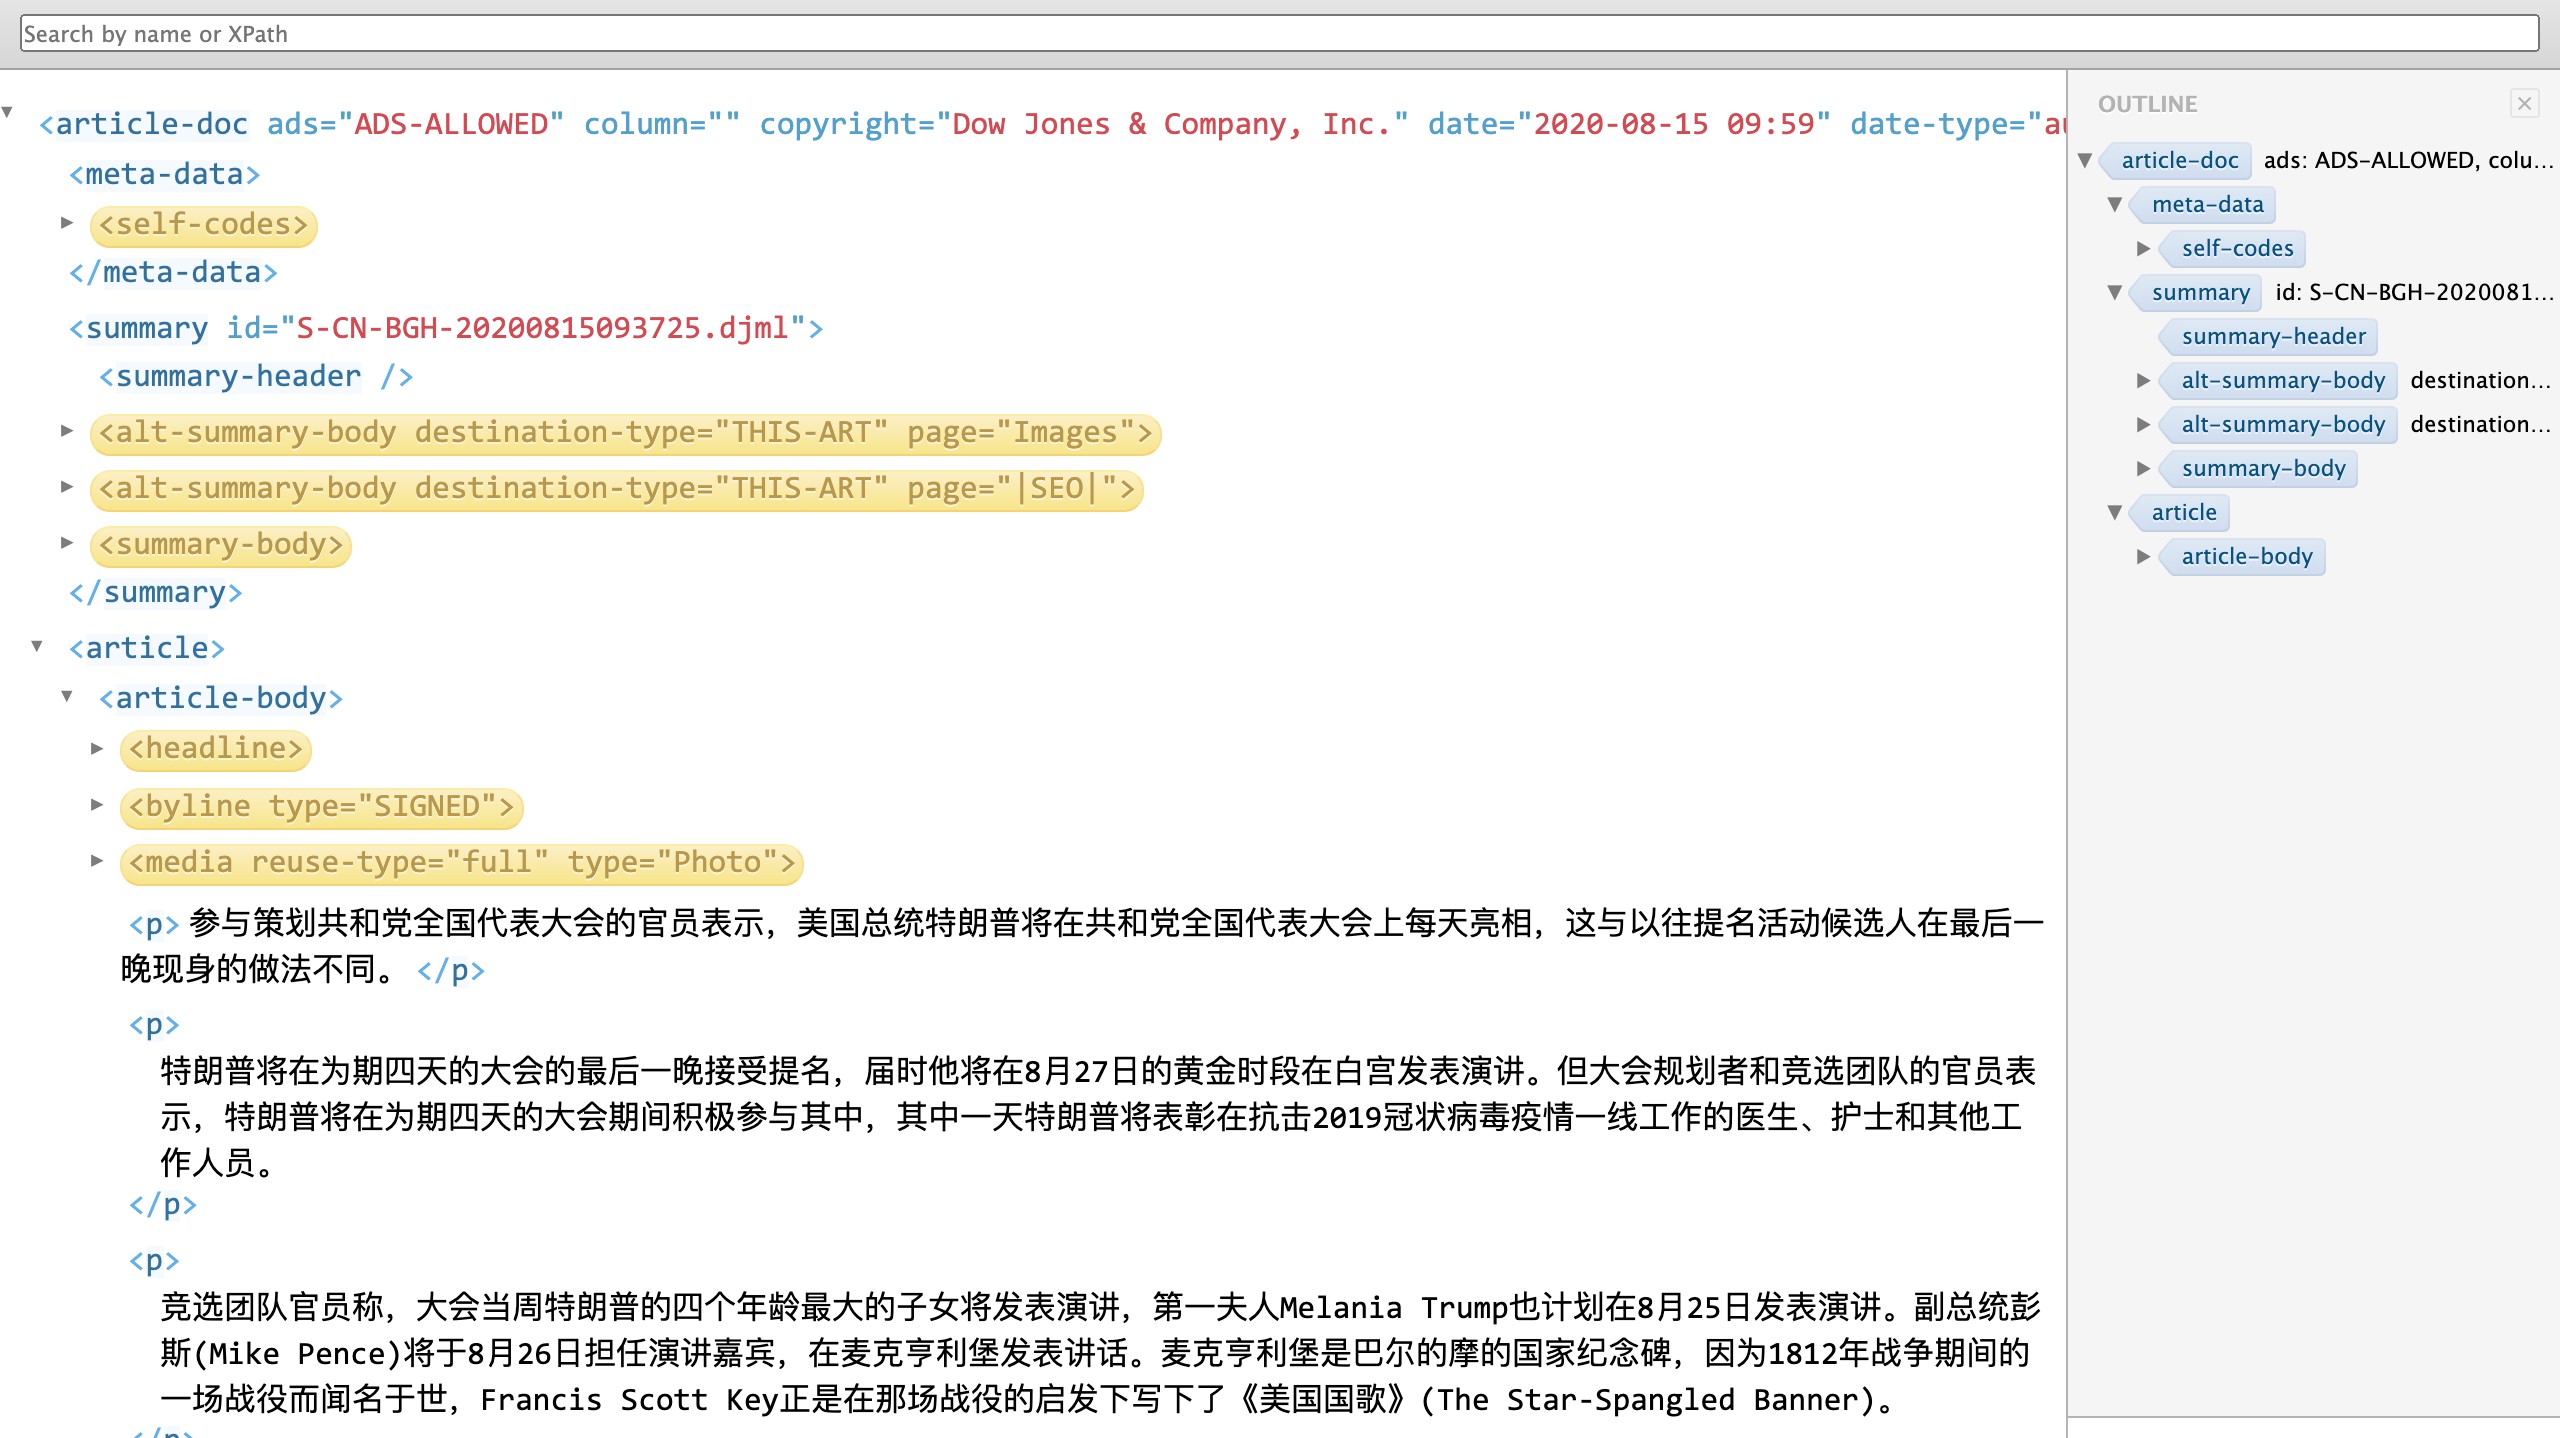 Search by name or XPath
<article-doc ads="ADS-ALLOWED" column="" copyright="Dow Jones & Company, Inc." date="2020-08-15 09:59" date-type="au
<meta-data>
<self-codes>
</meta-data>
<summary id="S-CN-BGH-20200815093725.djml">
<summary-header />
<alt-summary-body destination-type="THIS-ART" page="Images">
<alt-summary-body destination-type="THIS-ART" page="|SEO|">
<summary-body>
</summary>
<article>
<article-body>
<headline>
<byline type="SIGNED">
<media reuse-type="full" type="Photo">
<p> 参与策划共和党全国代表大会的官员表示，美国总统特朗普将在共和党全国代表大会上每天亮相，这与以往提名活动候选人在最后一
晚现身的做法不同。 </p>
<p>
特朗普将在为期四天的大会的最后一晚接受提名，届时他将在8月27日的黄金时段在白宫发表演讲。但大会规划者和竞选团队的官员表
示，特朗普将在为期四天的大会期间积极参与其中，其中一天特朗普将表彰在抗击2019冠状病毒疫情一线工作的医生、护士和其他工
作人员。
</p>
<p>
竞选团队官员称，大会当周特朗普的四个年龄最大的子女将发表演讲，第一夫人Melania Trump也计划在8月25日发表演讲。副总统彭
斯(Mike Pence)将于8月26日担任演讲嘉宾，在麦克亨利堡发表讲话。麦克亨利堡是巴尔的摩的国家纪念碑，因为1812年战争期间的
一场战役而闻名于世，Francis Scott Key正是在那场战役的启发下写下了《美国国歌》(The Star-Spangled Banner)。
</p>
OUTLINE
article-doc ads: ADS-ALLOWED, colu...
meta-data
self-codes
summary id: S-CN-BGH-2020081...
summary-header
alt-summary-body destination...
alt-summary-body destination...
summary-body
article
article-body